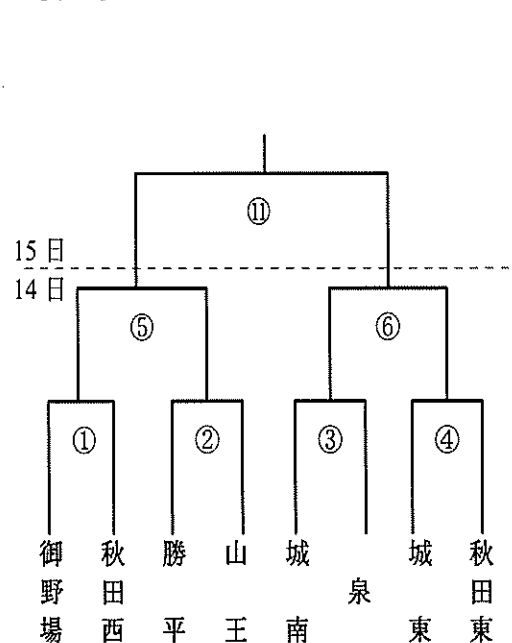 ⑪
15日
14日
⑤
⑥
①
②
③
④
御野場
秋田西
勝平
山王
城南
泉
城東
秋田東